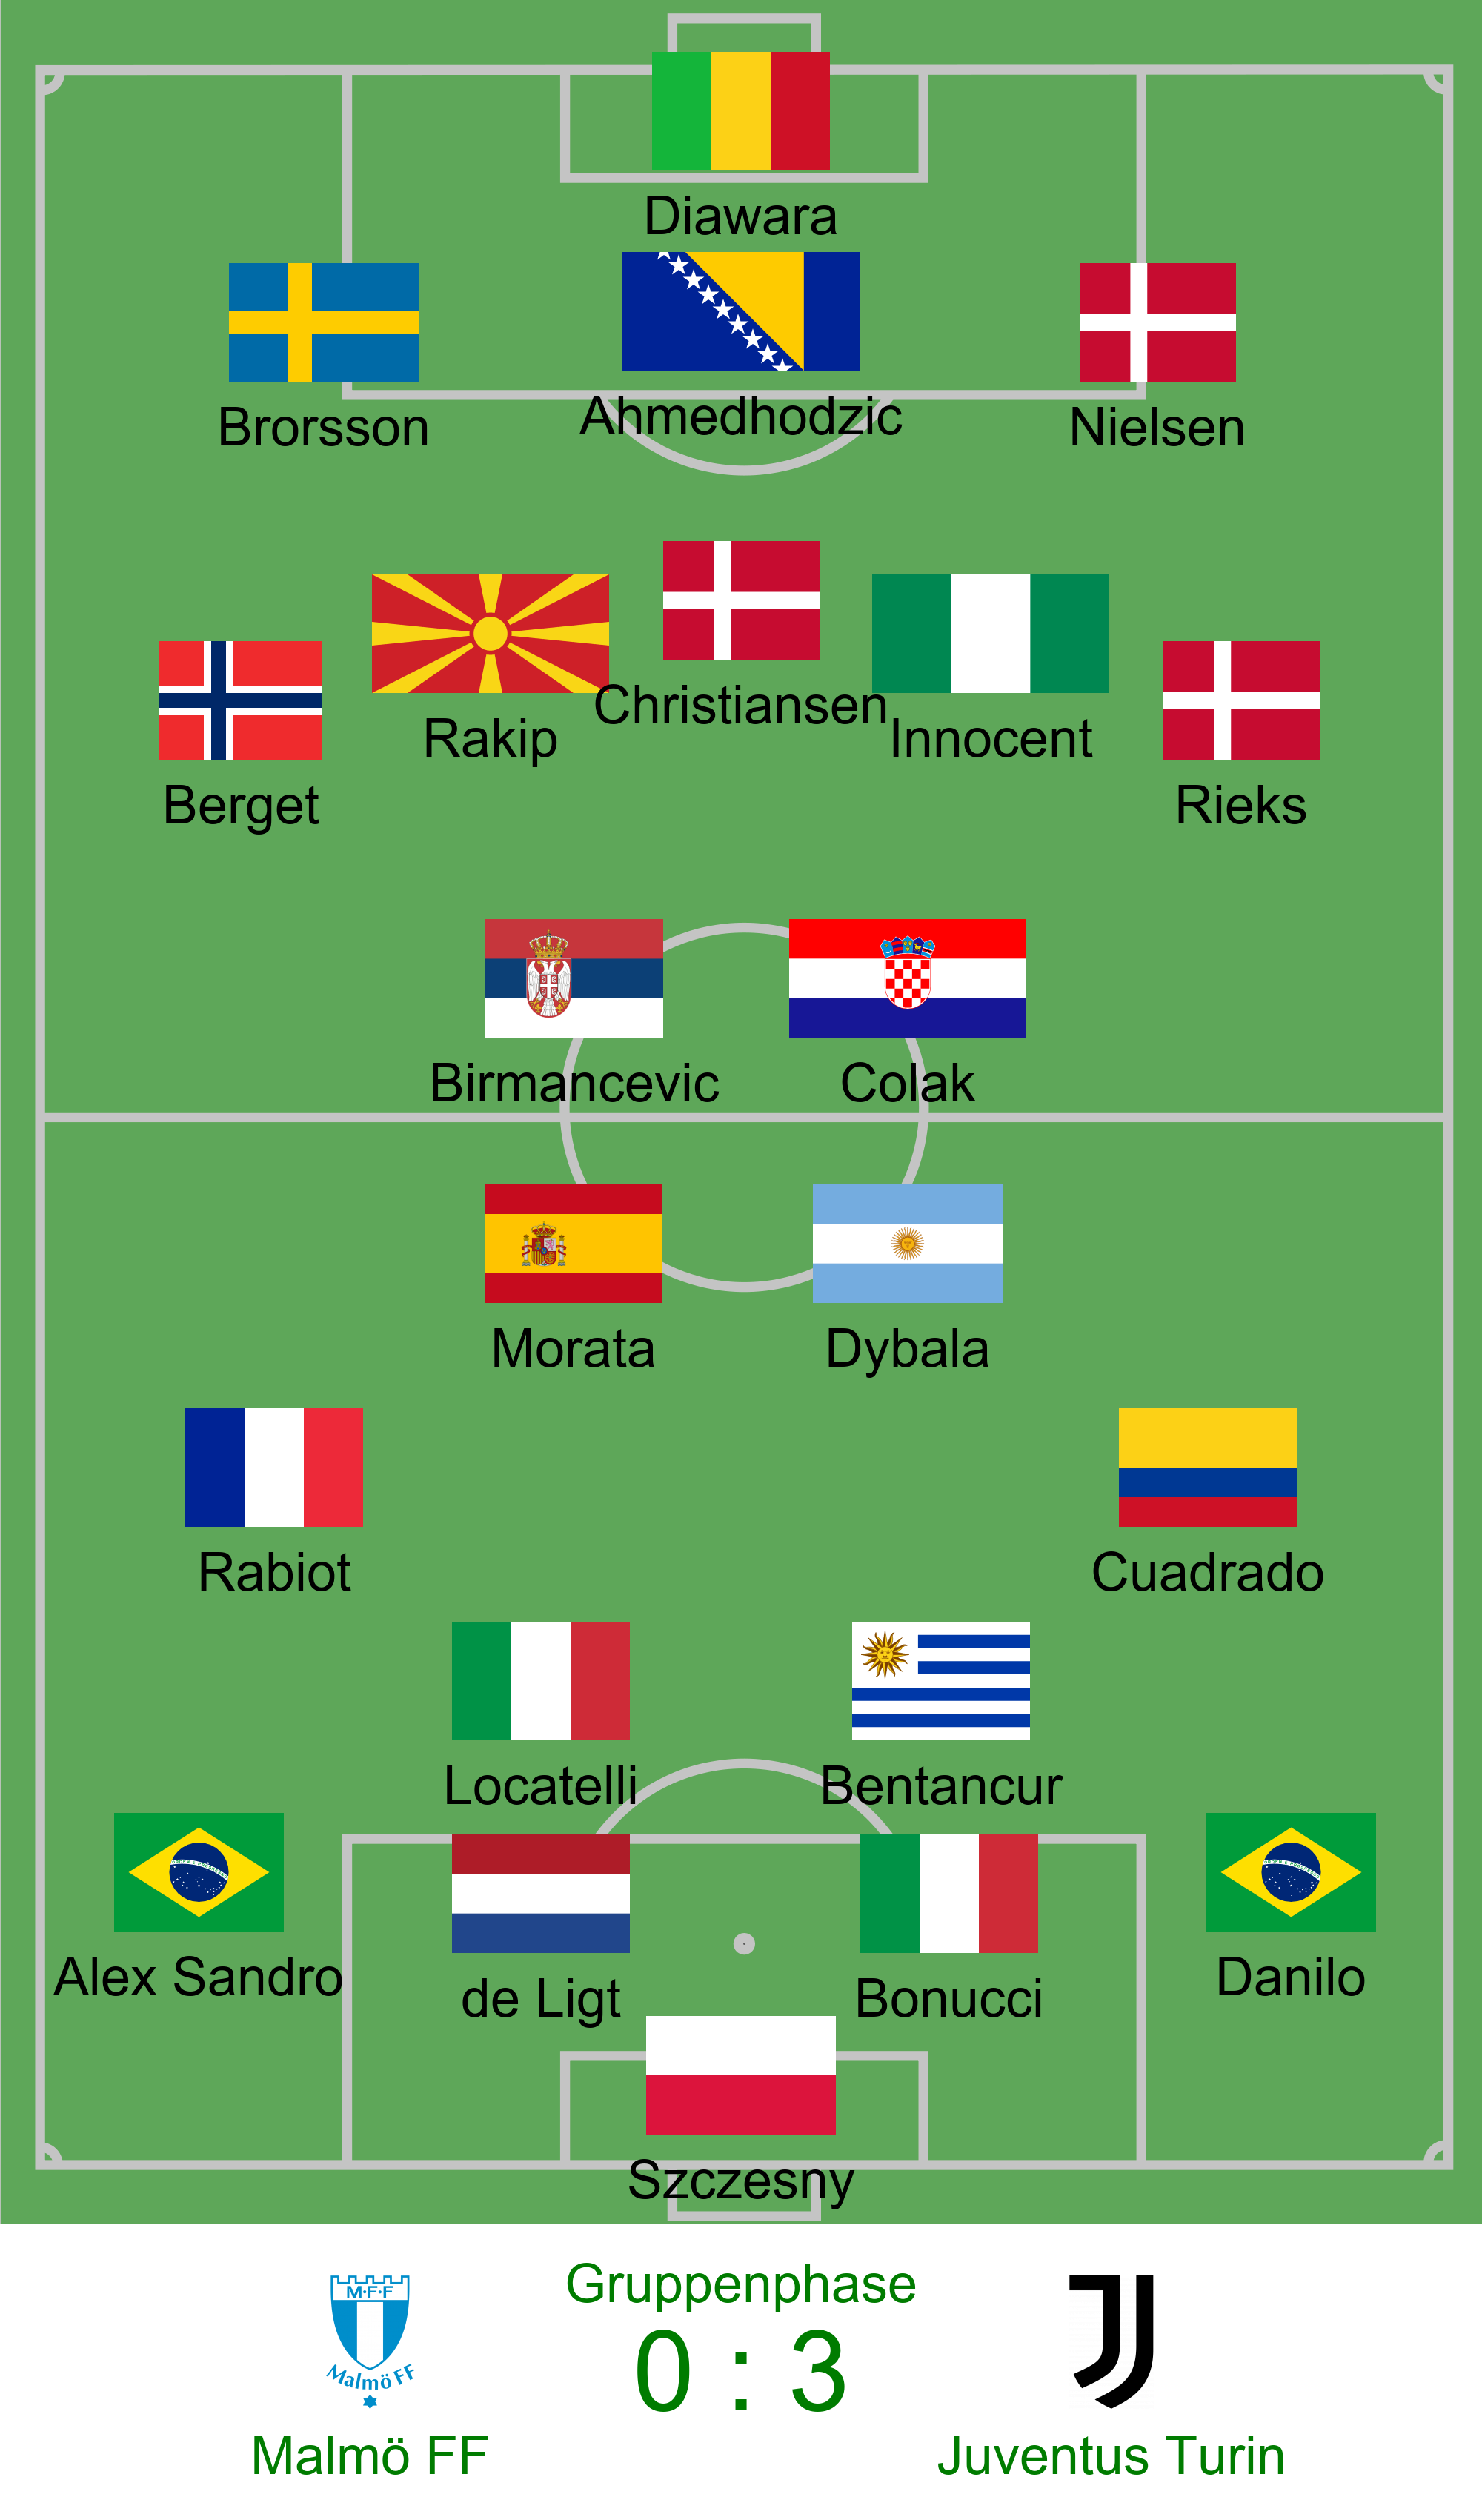 Diawara
Brorsson
Ahmedhodzic
Nielsen
Berget
Rakip
Christiansen
Innocent
Rieks
Birmancevic
Colak
Morata
Dybala
Rabiot
Cuadrado
Locatelli
Bentancur
Alex Sandro
de Ligt
Bonucci
Danilo
Szczesny
Gruppenphase
0 : 3
M·F·F
Malmö FF
Malmö FF
Juventus Turin